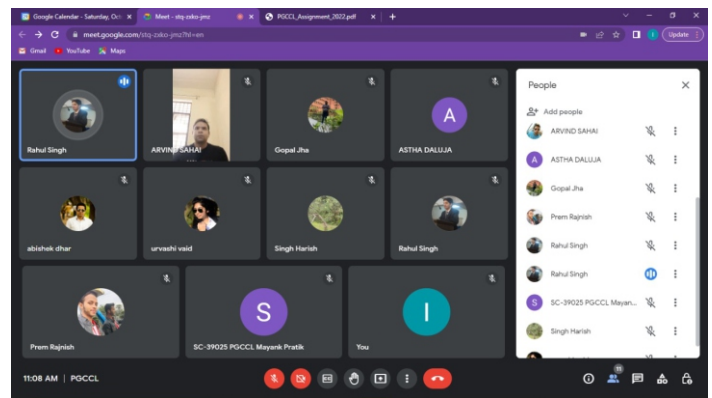 Google Calendar - Saturday, Oct
Meet - stq-zxko-jmz
PGCCL_Assignment_2022.pdf
meet.google.com/stq-zxko-jmz?hl=en
Update
Gmail
YouTube
Maps
Rahul Singh
ARVIND SAHAI
Gopal Jha
A
ASTHA DALUJA
abishek dhar
urvashi vaid
Singh Harish
Rahul Singh
Prem Rajnish
S
SC-39025 PGCCL Mayank Pratik
I
You
People
Add people
ARVIND SAHAI
A
ASTHA DALUJA
Gopal Jha
Prem Rajnish
Rahul Singh
Rahul Singh
S
SC-39025 PGCCL Mayan...
Singh Harish
11:08 AM | PGCCL
11